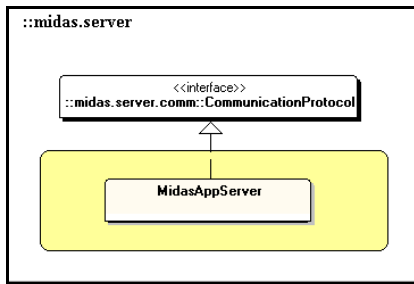 ::midas.server
<<interface>>
::midas.server.comm::CommunicationProtocol
MidasAppServer